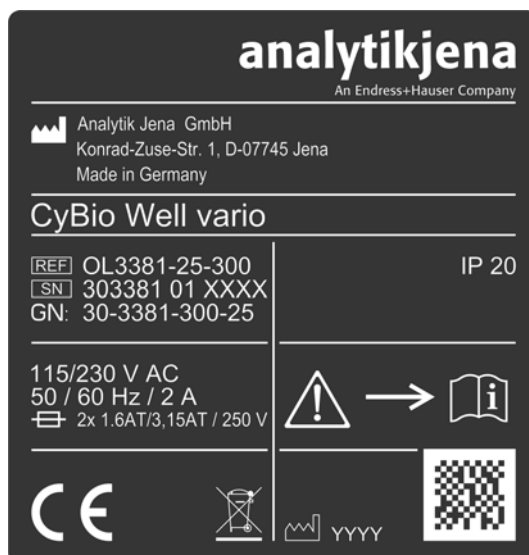 analytikjena
An Endress+Hauser Company
Analytik Jena GmbH
Konrad-Zuse-Str. 1, D-07745 Jena
Made in Germany
CyBio Well vario
REF OL3381-25-300
SN 303381 01 XXXX
GN: 30-3381-300-25
IP 20
115/230 V AC
50 / 60 Hz / 2 A
2x 1.6AT/3,15AT / 250 V
i
CE
YYYY